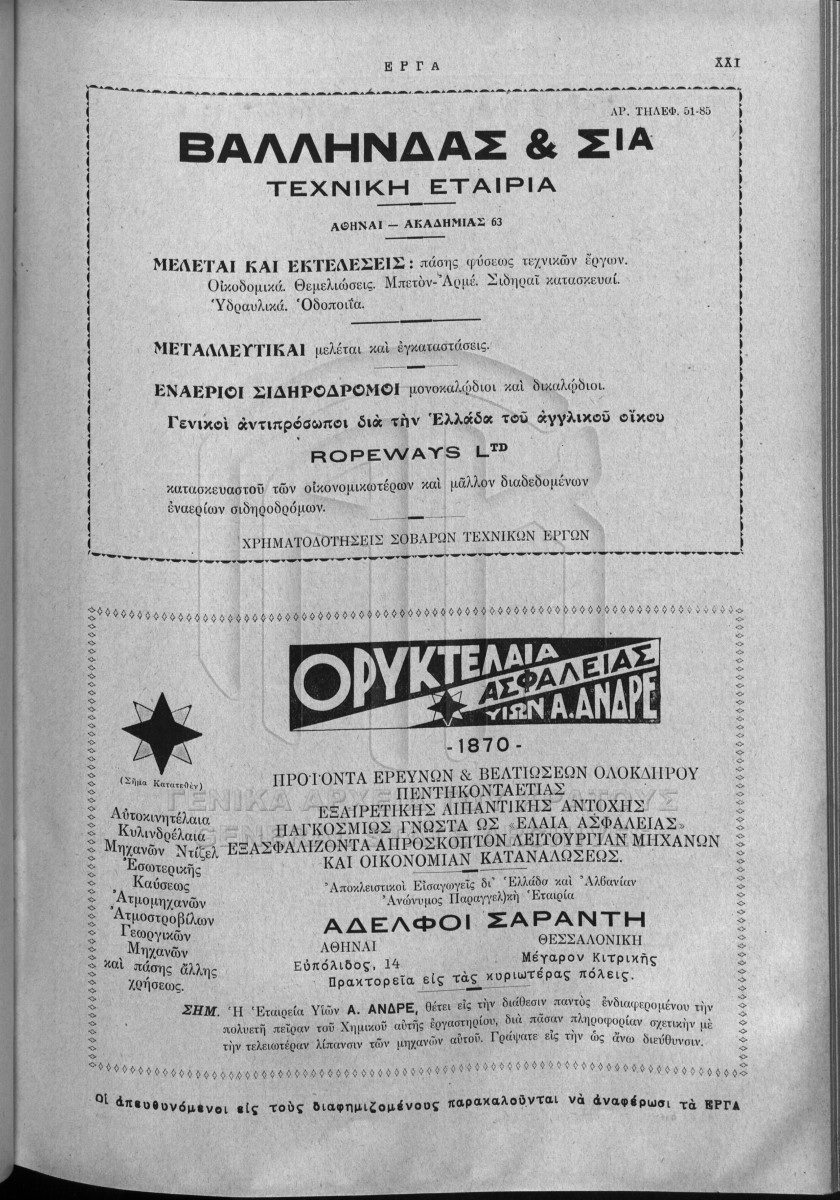 ΕΡΓΑ
XXI
ΑΡ. ΤΗΛΕΦ. 51-85
ΒΑΛΛΗΝΔΑΣ & ΣΙΑ
ΤΕΧΝΙΚΗ ΕΤΑΙΡΙΑ
ΑΘΗΝΑΙ — ΑΚΑΔΗΜΙΑΣ 63
ΜΕΛΕΤΑΙ ΚΑΙ ΕΚΤΕΛΕΣΕΙΣ: πάσης φύσεως τεχνικῶν ἔργων.
Οἰκοδομικά. Θεμελιώσεις. Μπετὸν-Ἀρμέ. Σιδηραῖ κατασκευαί.
Ὑδραυλικά. Ὁδοποιΐα.
ΜΕΤΑΛΛΕΥΤΙΚΑΙ μελέται καὶ ἐγκαταστάσεις.
ΕΝΑΕΡΙΟΙ ΣΙΔΗΡΟΔΡΟΜΟΙ μονοκαλῴδιοι καὶ δικαλῴδιοι.
Γενικοὶ ἀντιπρόσωποι διὰ τὴν Ἑλλάδα τοῦ ἀγγλικοῦ οἴκου
ROPEWAYS LTD
κατασκευαστοῦ τῶν οἰκονομικωτέρων καὶ μᾶλλον διαδεδομένων
ἐναερίων σιδηροδρόμων.
ΧΡΗΜΑΤΟΔΟΤΗΣΕΙΣ ΣΟΒΑΡΩΝ ΤΕΧΝΙΚΩΝ ΕΡΓΩΝ
ΟΡΥΚΤΕΛΑΙΑ
ΑΣΦΑΛΕΙΑΣ
ΥΙΩΝ Α. ΑΝΔΡΕ
- 1870 -
(Σῆμα Κατατεθὲν)
ΠΡΟΪΟΝΤΑ ΕΡΕΥΝΩΝ & ΒΕΛΤΙΩΣΕΩΝ ΟΛΟΚΛΗΡΟΥ
ΠΕΝΤΗΚΟΝΤΑΕΤΙΑΣ
ΕΞΑΙΡΕΤΙΚΗΣ ΛΙΠΑΝΤΙΚΗΣ ΑΝΤΟΧΗΣ
ΠΑΓΚΟΣΜΙΩΣ ΓΝΩΣΤΑ ΩΣ «ΕΛΑΙΑ ΑΣΦΑΛΕΙΑΣ»
ΕΞΑΣΦΑΛΙΖΟΝΤΑ ΑΠΡΟΣΚΟΠΤΟΝ ΛΕΙΤΟΥΡΓΙΑΝ ΜΗΧΑΝΩΝ
ΚΑΙ ΟΙΚΟΝΟΜΙΑΝ ΚΑΤΑΝΑΛΩΣΕΩΣ.
Αὐτοκινητέλαια
Κυλινδρέλαια
Μηχανῶν Ντίζελ
Ἐσωτερικῆς
Καύσεως
Ἀτμομηχανῶν
Ἀτμοστροβίλων
Γεωργικῶν
Μηχανῶν
καὶ πάσης ἄλλης
χρήσεως.
Ἀποκλειστικοὶ Εἰσαγωγεῖς δι' Ἑλλάδα καὶ Ἀλβανίαν
Ἀνώνυμος Παραγγελ)κὴ Ἑταιρία
ΑΔΕΛΦΟΙ ΣΑΡΑΝΤΗ
ΑΘΗΝΑΙ
Εὐπόλιδος, 14
ΘΕΣΣΑΛΟΝΙΚΗ
Μέγαρον Κιτρικῆς
Πρακτορεῖα εἰς τὰς κυριωτέρας πόλεις.
ΣΗΜ. Ἡ Ἑταιρεία Υἱῶν Α. ΑΝΔΡΕ, θέτει εἰς τὴν διάθεσιν παντὸς ἐνδιαφερομένου τὴν
πολυετῆ πεῖραν τοῦ Χημικοῦ αὐτῆς ἐργαστηρίου, διὰ πᾶσαν πληροφορίαν σχετικὴν μὲ
τὴν τελειωτέραν λίπανσιν τῶν μηχανῶν αὐτοῦ. Γράψατε εἰς τὴν ὡς ἄνω διεύθυνσιν.
Οἱ ἀπευθυνόμενοι εἰς τοὺς διαφημιζομένους παρακαλοῦνται νὰ ἀναφέρωσι τὰ ΕΡΓΑ